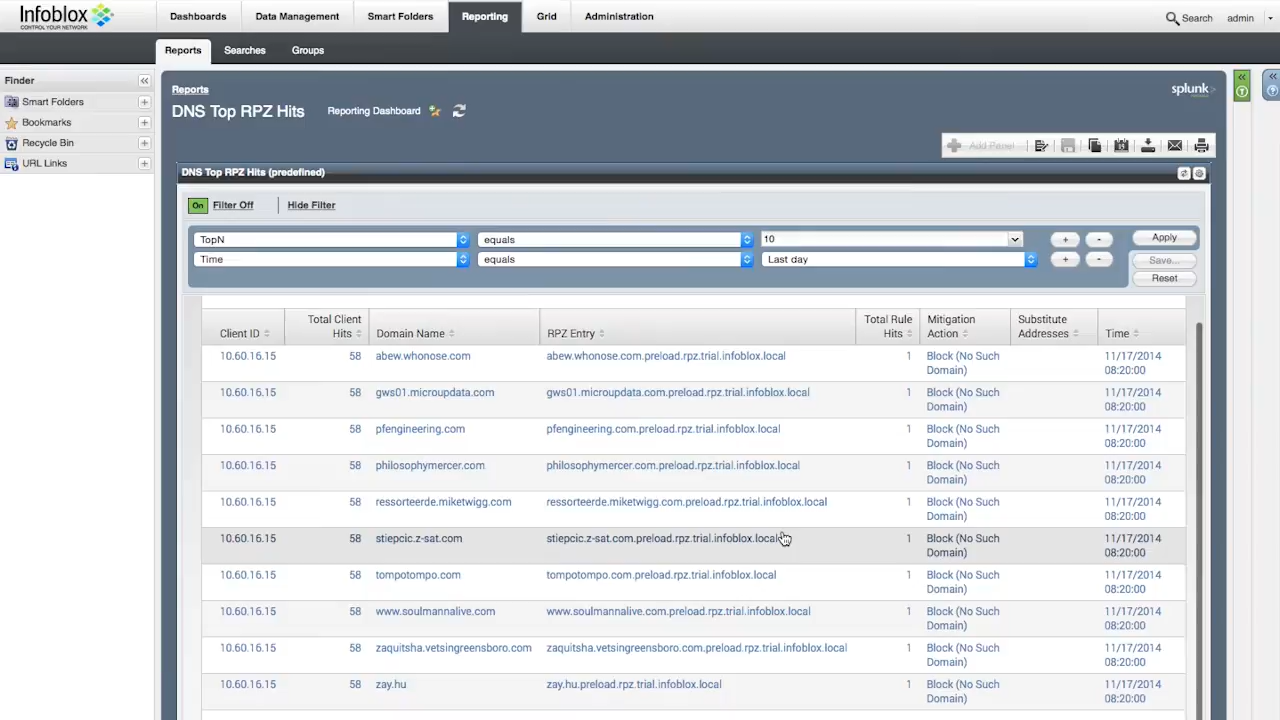 Infoblox
CONTROL YOUR NETWORK
Dashboards Data Management Smart Folders Reporting Grid Administration Search admin
Reports Searches Groups
Finder
Smart Folders
Bookmarks
Recycle Bin
URL Links
Reports
splunk>
DNS Top RPZ Hits Reporting Dashboard
Add Panel
DNS Top RPZ Hits (predefined)
On Filter Off Hide Filter
TopN equals 10 + - Apply
Time equals Last day + - Save...
Reset
Client ID Total Client Hits Domain Name RPZ Entry Total Rule Hits Mitigation Action Substitute Addresses Time
10.60.16.15 58 abew.whonose.com abew.whonose.com.preload.rpz.trial.infoblox.local 1 Block (No Such Domain) 11/17/2014 08:20:00
10.60.16.15 58 gws01.microupdata.com gws01.microupdata.com.preload.rpz.trial.infoblox.local 1 Block (No Such Domain) 11/17/2014 08:20:00
10.60.16.15 58 pfengineering.com pfengineering.com.preload.rpz.trial.infoblox.local 1 Block (No Such Domain) 11/17/2014 08:20:00
10.60.16.15 58 philosophymercer.com philosophymercer.com.preload.rpz.trial.infoblox.local 1 Block (No Such Domain) 11/17/2014 08:20:00
10.60.16.15 58 ressorteerde.miketwigg.com ressorteerde.miketwigg.com.preload.rpz.trial.infoblox.local 1 Block (No Such Domain) 11/17/2014 08:20:00
10.60.16.15 58 stiepcic.z-sat.com stiepcic.z-sat.com.preload.rpz.trial.infoblox.local 1 Block (No Such Domain) 11/17/2014 08:20:00
10.60.16.15 58 tompotompo.com tompotompo.com.preload.rpz.trial.infoblox.local 1 Block (No Such Domain) 11/17/2014 08:20:00
10.60.16.15 58 www.soulmannalive.com www.soulmannalive.com.preload.rpz.trial.infoblox.local 1 Block (No Such Domain) 11/17/2014 08:20:00
10.60.16.15 58 zaquitsha.vetsingreensboro.com zaquitsha.vetsingreensboro.com.preload.rpz.trial.infoblox.local 1 Block (No Such Domain) 11/17/2014 08:20:00
10.60.16.15 58 zay.hu zay.hu.preload.rpz.trial.infoblox.local 1 Block (No Such Domain) 11/17/2014 08:20:00